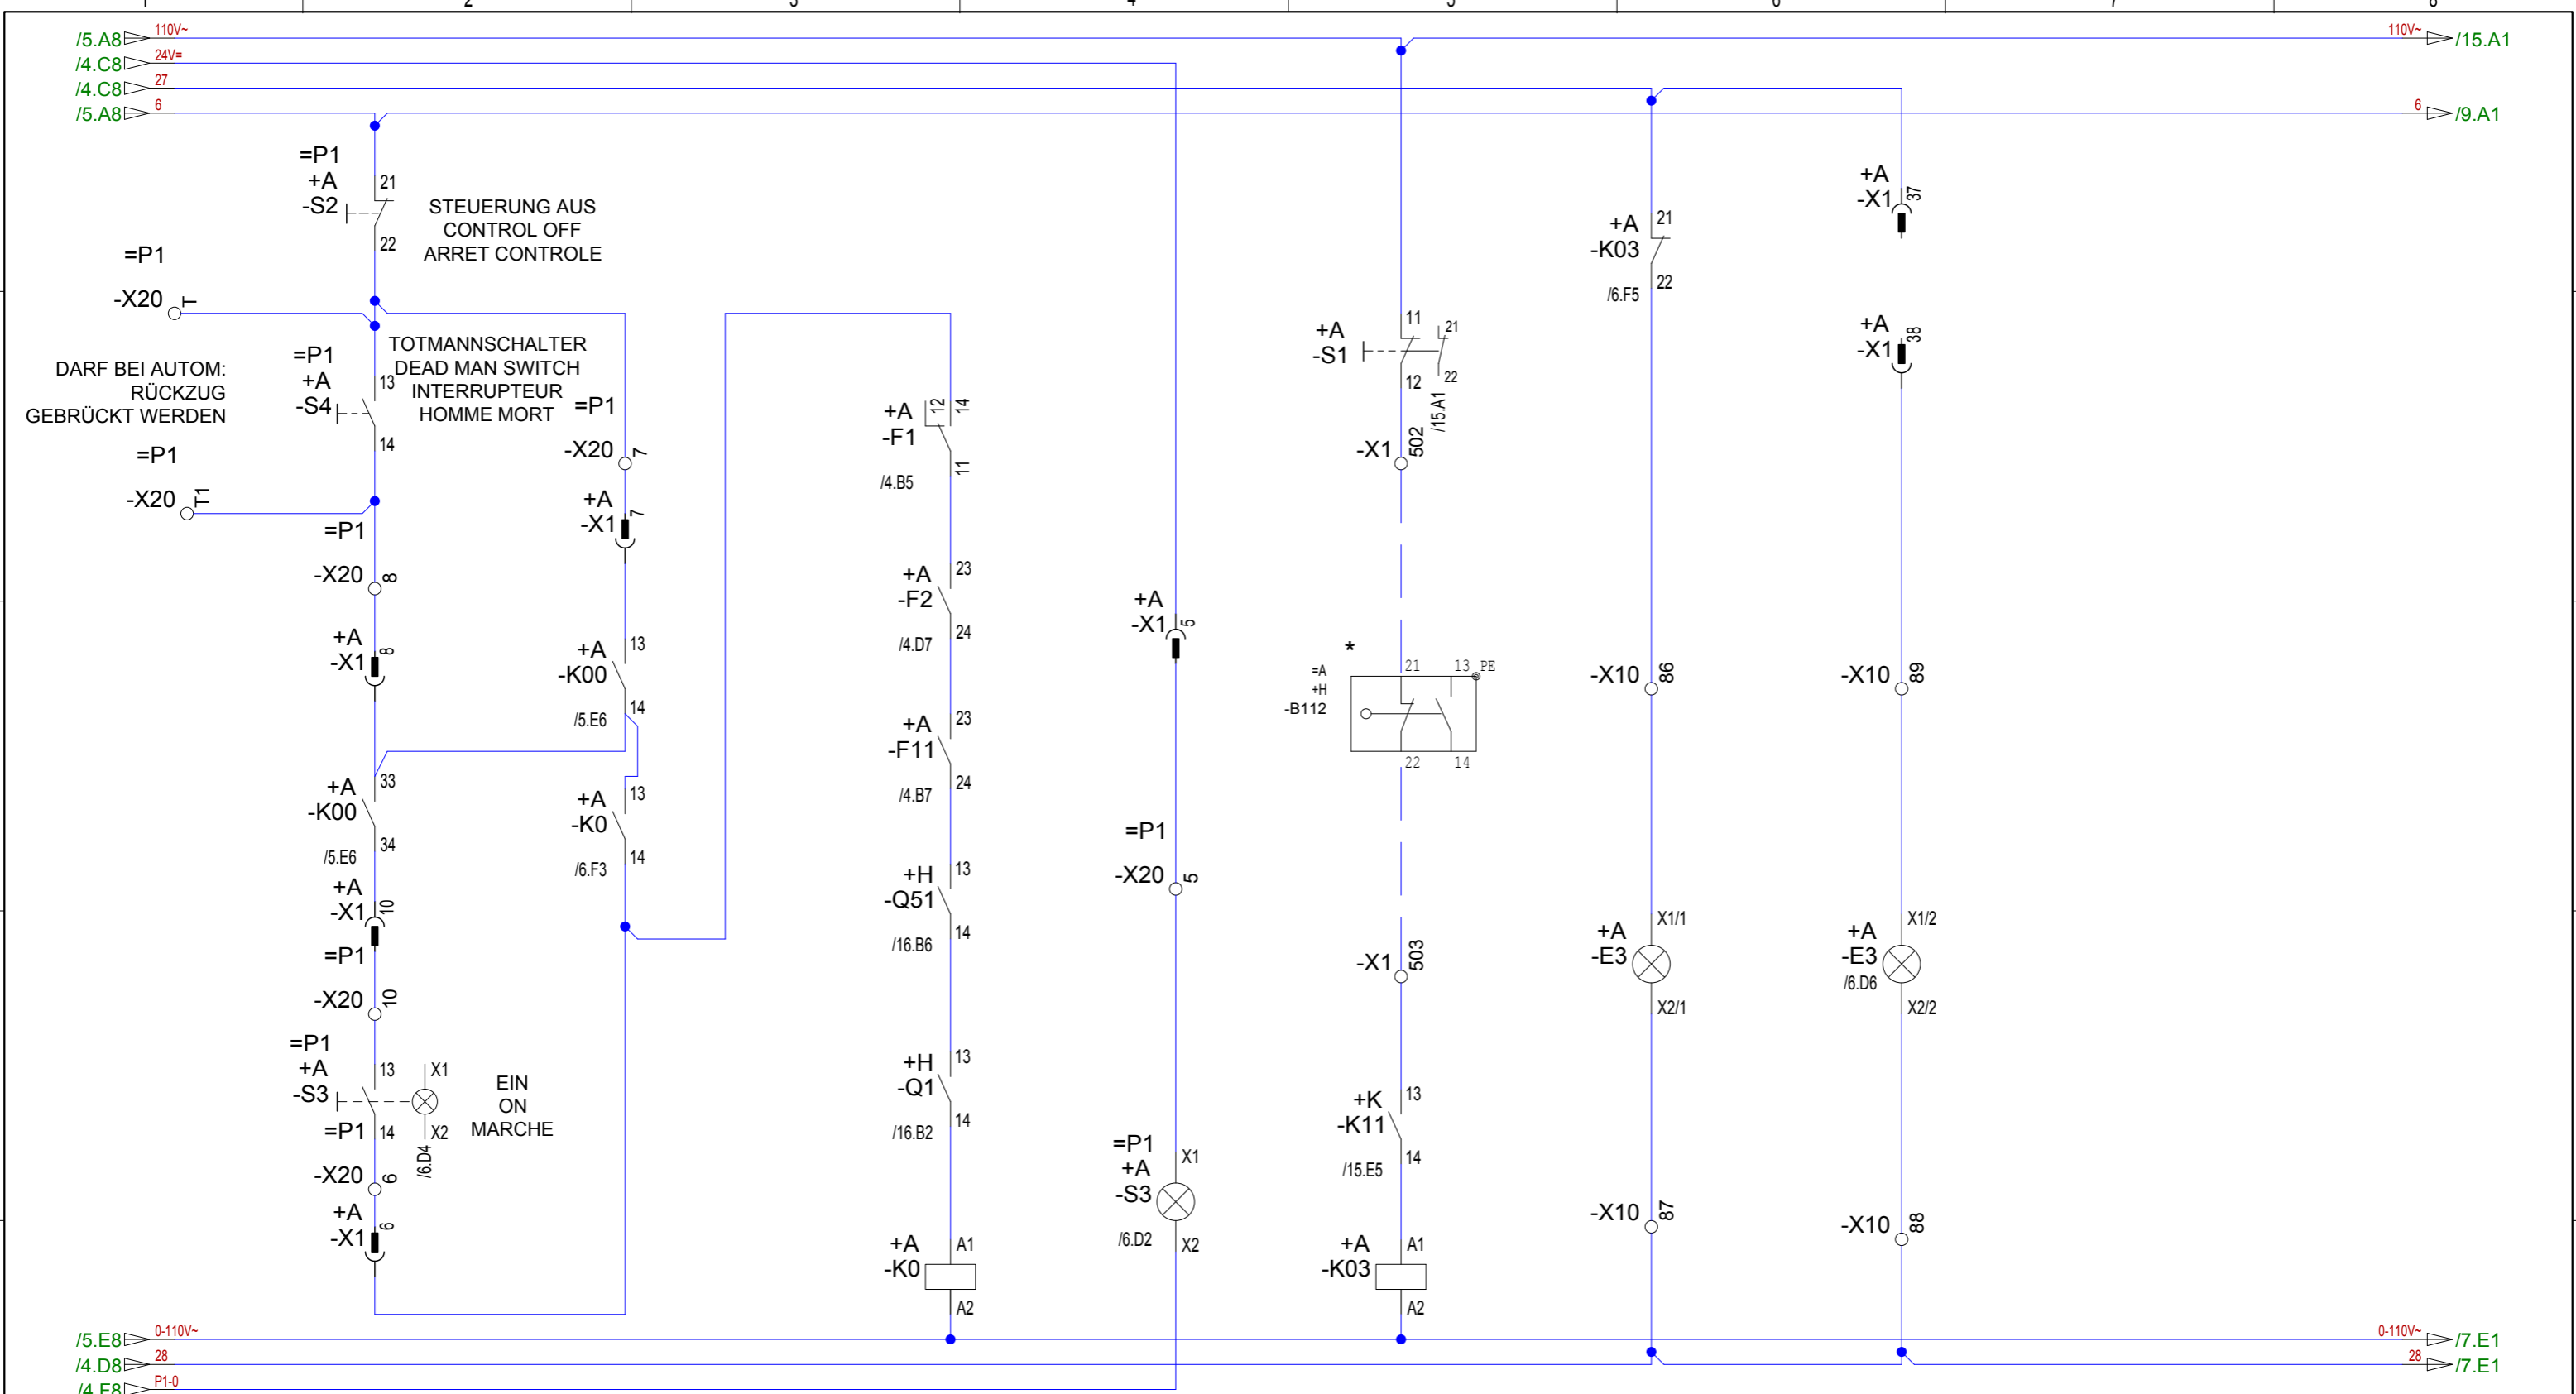 1 2 3 4 5 6 7 8
/5.A8 110V~
110V~ /15.A1
/4.C8 24V=
/4.C8 27
/5.A8 6
6 /9.A1
=P1
+A
-S2
21
22
STEUERUNG AUS
CONTROL OFF
ARRET CONTROLE
=P1
-X20 T
DARF BEI AUTOM:
RÜCKZUG
GEBRÜCKT WERDEN
=P1
+A
-S4
13
14
TOTMANNSCHALTER
DEAD MAN SWITCH
INTERRUPTEUR
HOMME MORT
=P1
-X20 T1
=P1
-X20 8
+A
-X1 8
+A
-K00
33
34
/5.E6
+A
-X1 10
=P1
-X20 10
=P1
+A
-S3
13
14
X1
X2
/6.D4
EIN
ON
MARCHE
=P1
-X20 6
+A
-X1 6
=P1
-X20 7
+A
-X1 7
+A
-K00
13
14
/5.E6
+A
-K0
13
14
/6.F3
+A
-F1
12 14
11
/4.B5
+A
-F2
23
24
/4.D7
+A
-F11
23
24
/4.B7
+H
-Q51
13
14
/16.B6
+H
-Q1
13
14
/16.B2
+A
-K0
A1
A2
+A
-X1 5
=P1
-X20 5
=P1
+A
-S3
X1
X2
/6.D2
+A
-S1
11
12
21
22
/15.A1
-X1 502
*
=A
+H
-B112
21 13 PE
22 14
-X1 503
+K
-K11
13
14
/15.E5
+A
-K03
A1
A2
+A
-K03
21
22
/6.F5
-X10 86
+A
-E3
X1/1
X2/1
-X10 87
+A
-X1 37
+A
-X1 38
-X10 89
+A
-E3
/6.D6
X1/2
X2/2
-X10 88
/5.E8 0-110V~
0-110V~ /7.E1
/4.D8 28
28 /7.E1
/4.E8 P1-0